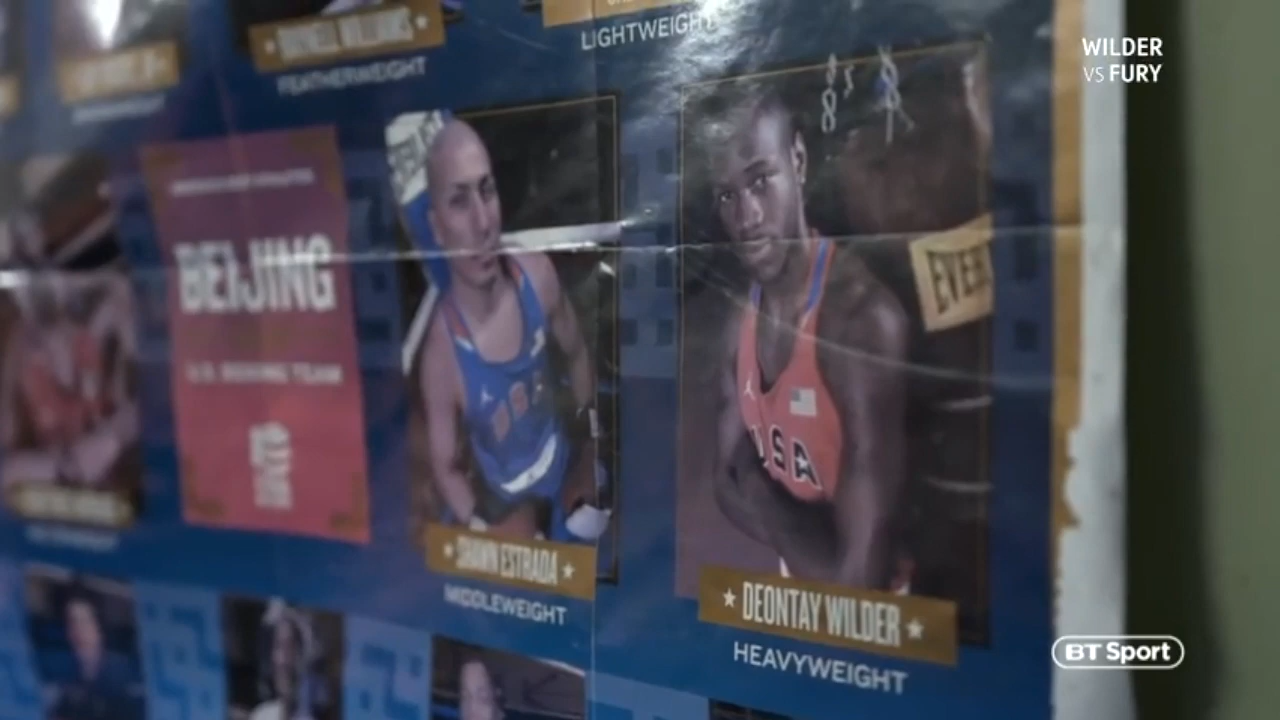 LIGHTWEIGHT
WILDER
VS FURY
FEATHERWEIGHT
BEIJING
U.S. BOXING TEAM
EVER
USA
USA
★ SHAWN ESTRADA ★
MIDDLEWEIGHT
★ DEONTAY WILDER ★
HEAVYWEIGHT
BT Sport